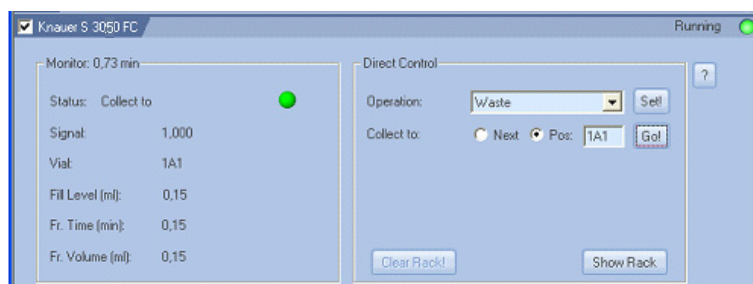 Knauer S 3050 FC
Running
Monitor: 0,73 min
Status: Collect to
Signal: 1,000
Vial: 1A1
Fill Level (ml): 0,15
Fr. Time (min): 0,15
Fr. Volume (ml): 0,15
Direct Control
Operation: Waste Set!
Collect to: Next Pos: 1A1 Go!
Clear Rack! Show Rack
?